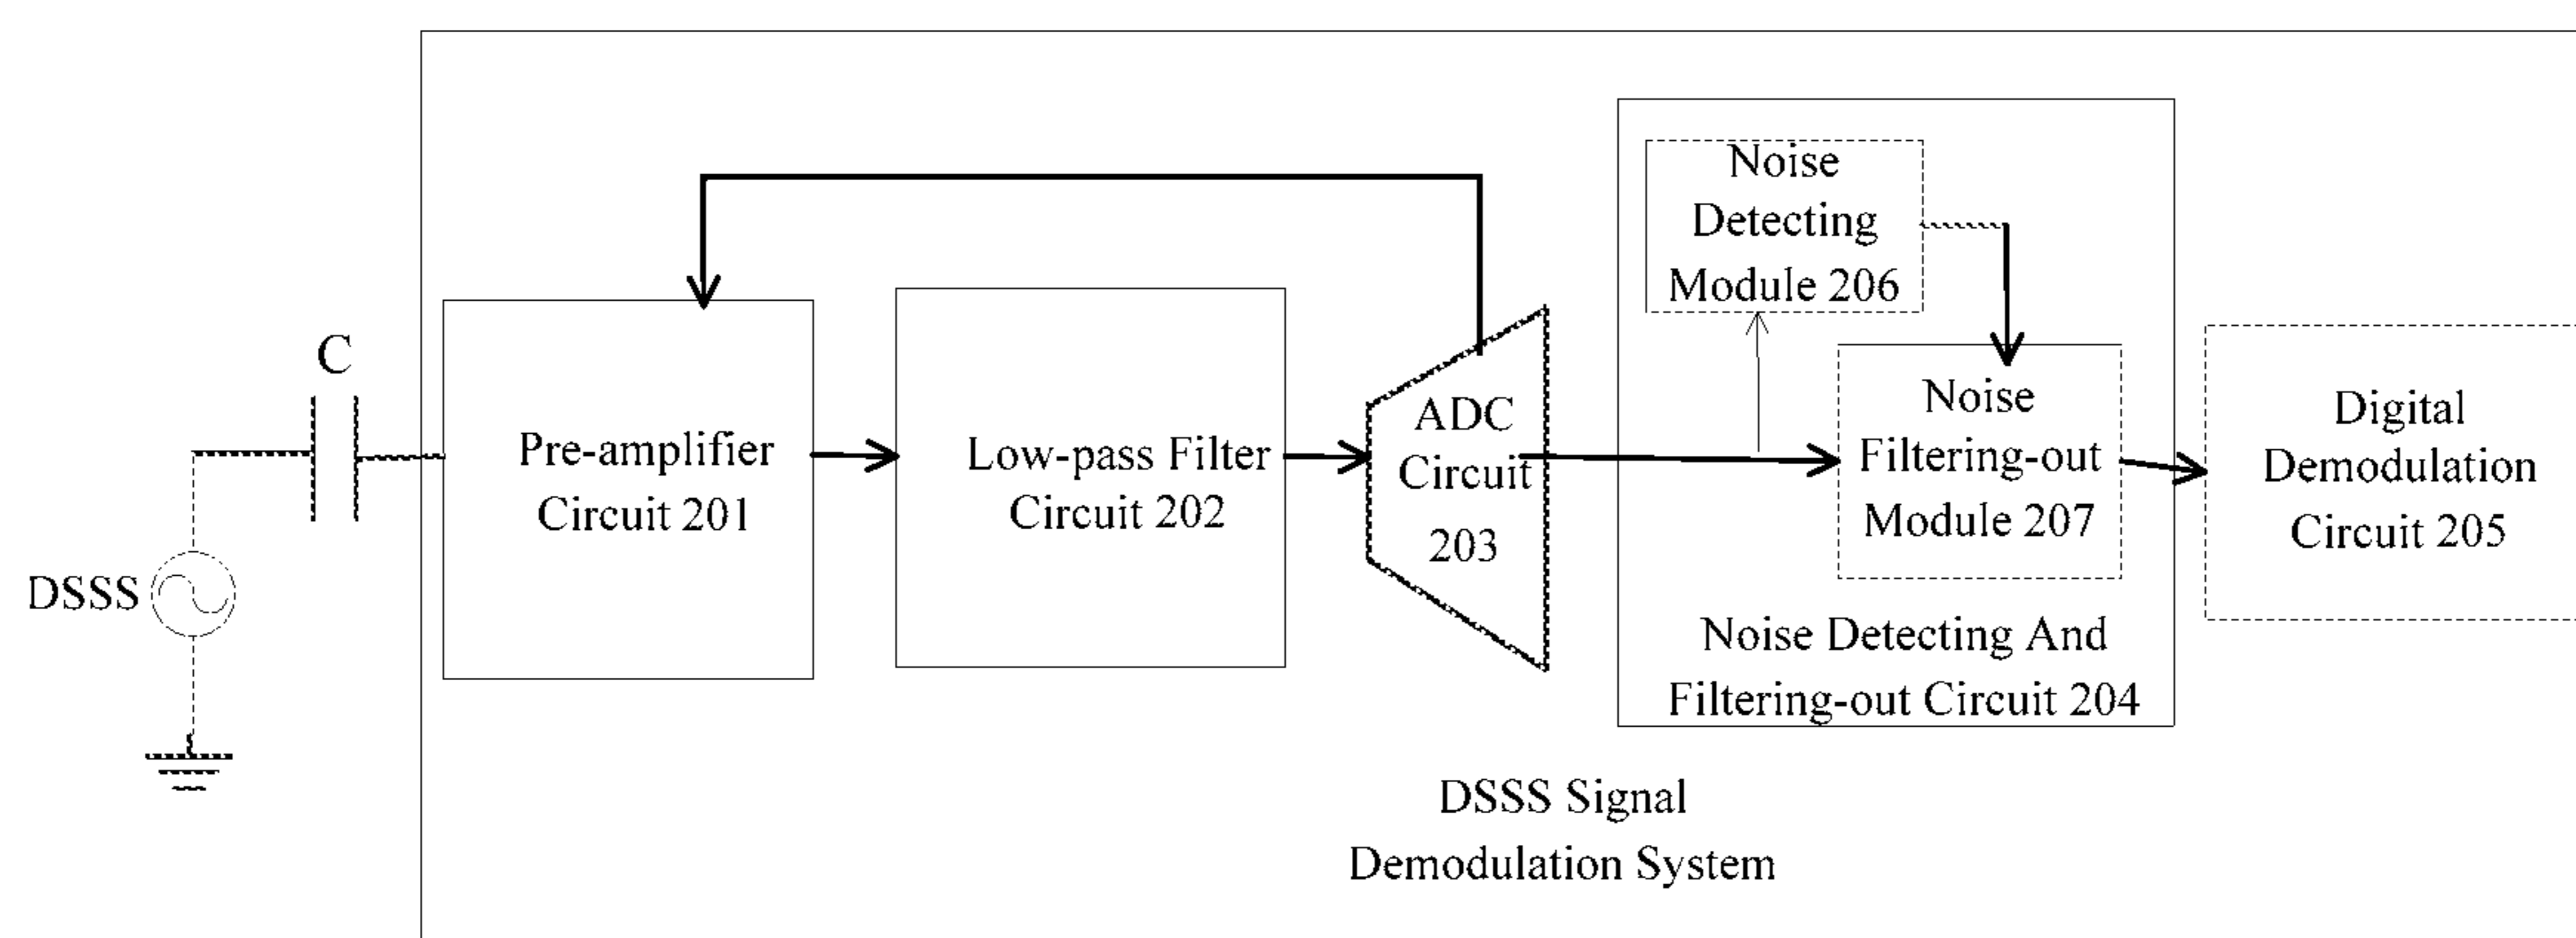 C
DSSS
Pre-amplifier
Circuit 201
Low-pass Filter
Circuit 202
ADC
Circuit
203
Noise
Detecting
Module 206
Noise
Filtering-out
Module 207
Noise Detecting And
Filtering-out Circuit 204
Digital
Demodulation
Circuit 205
DSSS Signal
Demodulation System